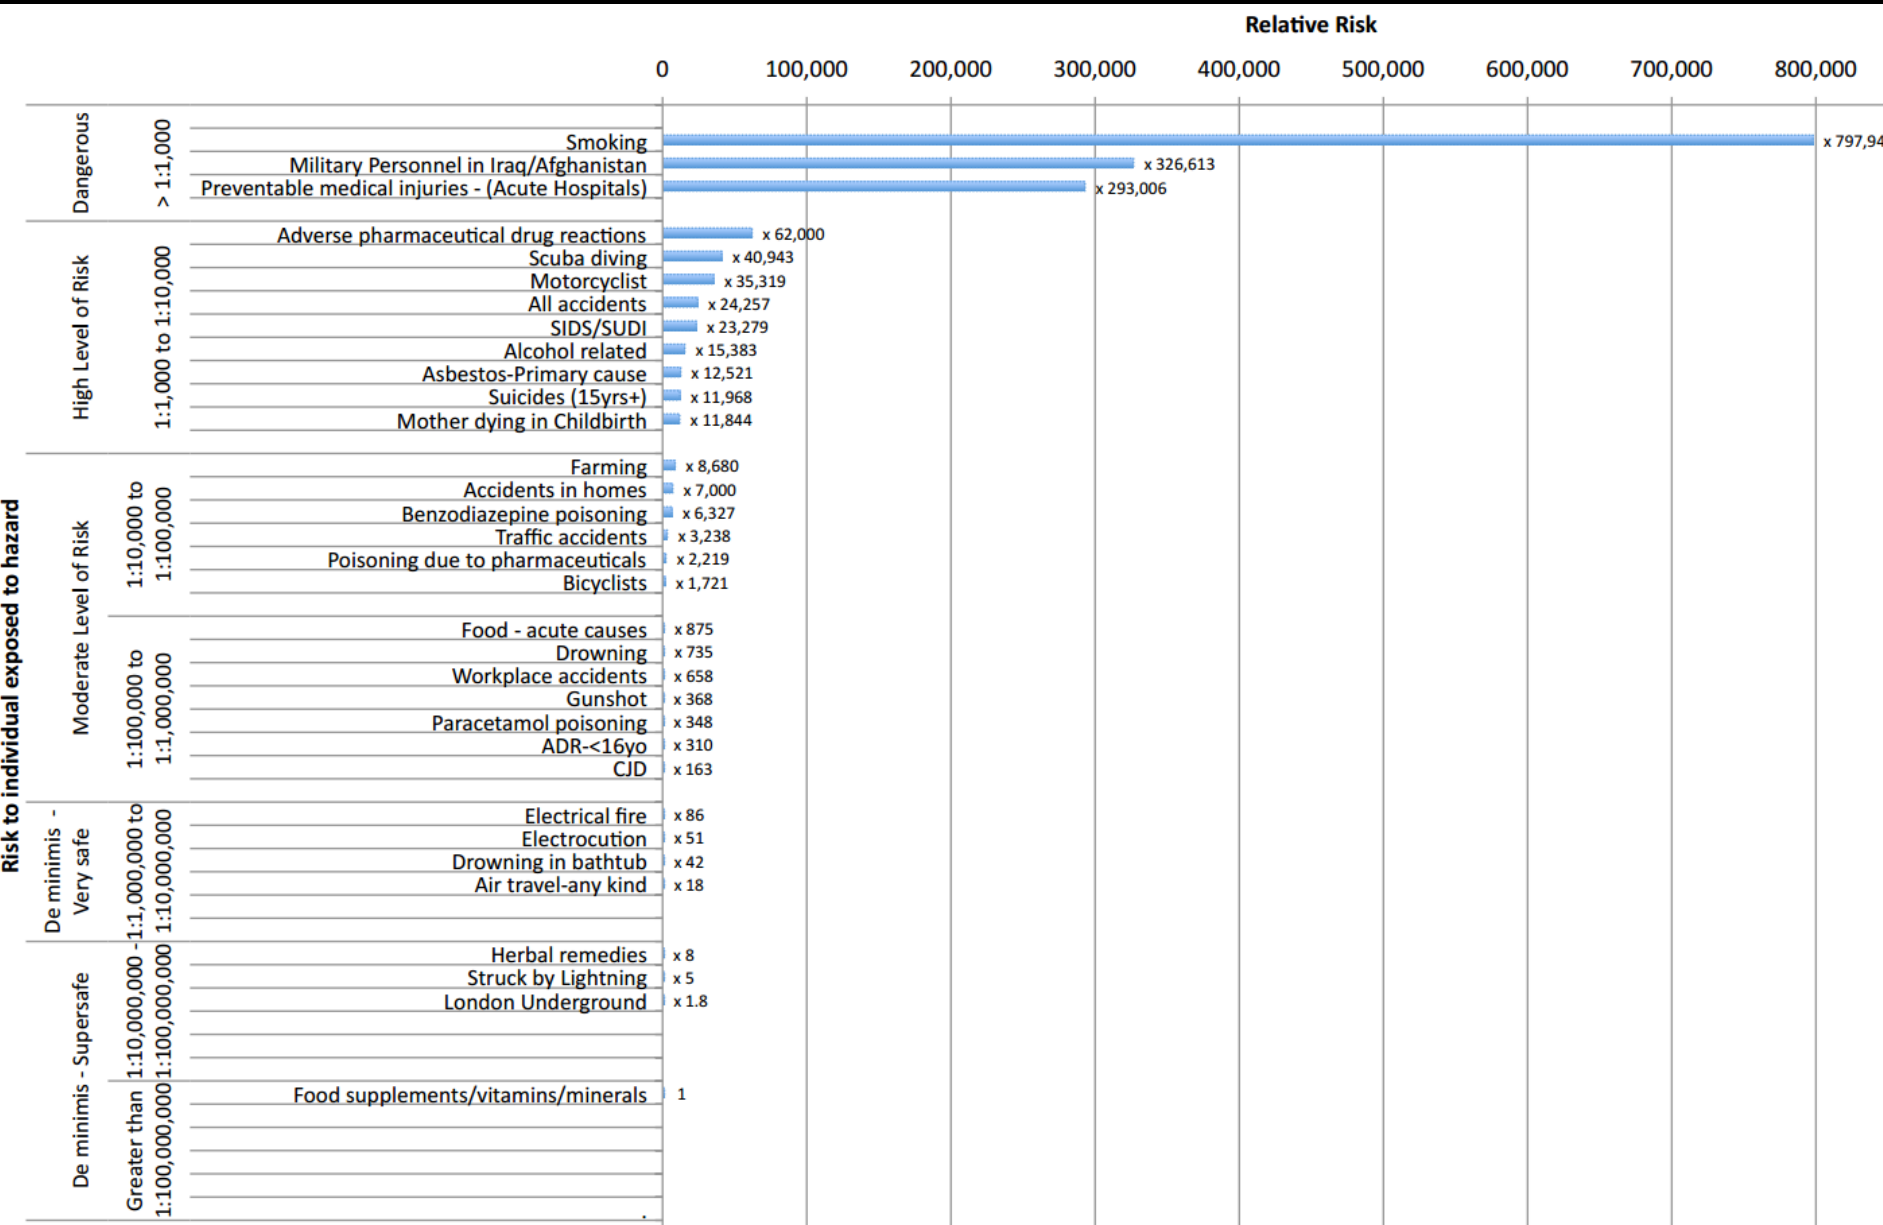 Relative Risk
0 100,000 200,000 300,000 400,000 500,000 600,000 700,000 800,000
Risk to individual exposed to hazard
Dangerous
> 1:1,000
Smoking x 797,94
Military Personnel in Iraq/Afghanistan x 326,613
Preventable medical injuries - (Acute Hospitals) x 293,006
High Level of Risk
1:1,000 to 1:10,000
Adverse pharmaceutical drug reactions x 62,000
Scuba diving x 40,943
Motorcyclist x 35,319
All accidents x 24,257
SIDS/SUDI x 23,279
Alcohol related x 15,383
Asbestos-Primary cause x 12,521
Suicides (15yrs+) x 11,968
Mother dying in Childbirth x 11,844
Moderate Level of Risk
1:10,000 to
1:100,000
Farming x 8,680
Accidents in homes x 7,000
Benzodiazepine poisoning x 6,327
Traffic accidents x 3,238
Poisoning due to pharmaceuticals x 2,219
Bicyclists x 1,721
1:100,000 to
1:1,000,000
Food - acute causes x 875
Drowning x 735
Workplace accidents x 658
Gunshot x 368
Paracetamol poisoning x 348
ADR-<16yo x 310
CJD x 163
De minimis -
Very safe
1:1,000,000 to
1:10,000,000
Electrical fire x 86
Electrocution x 51
Drowning in bathtub x 42
Air travel-any kind x 18
De minimis - Supersafe
1:10,000,000 -
1:100,000,000
Herbal remedies x 8
Struck by Lightning x 5
London Underground x 1.8
Greater than
1:100,000,000
Food supplements/vitamins/minerals 1
.